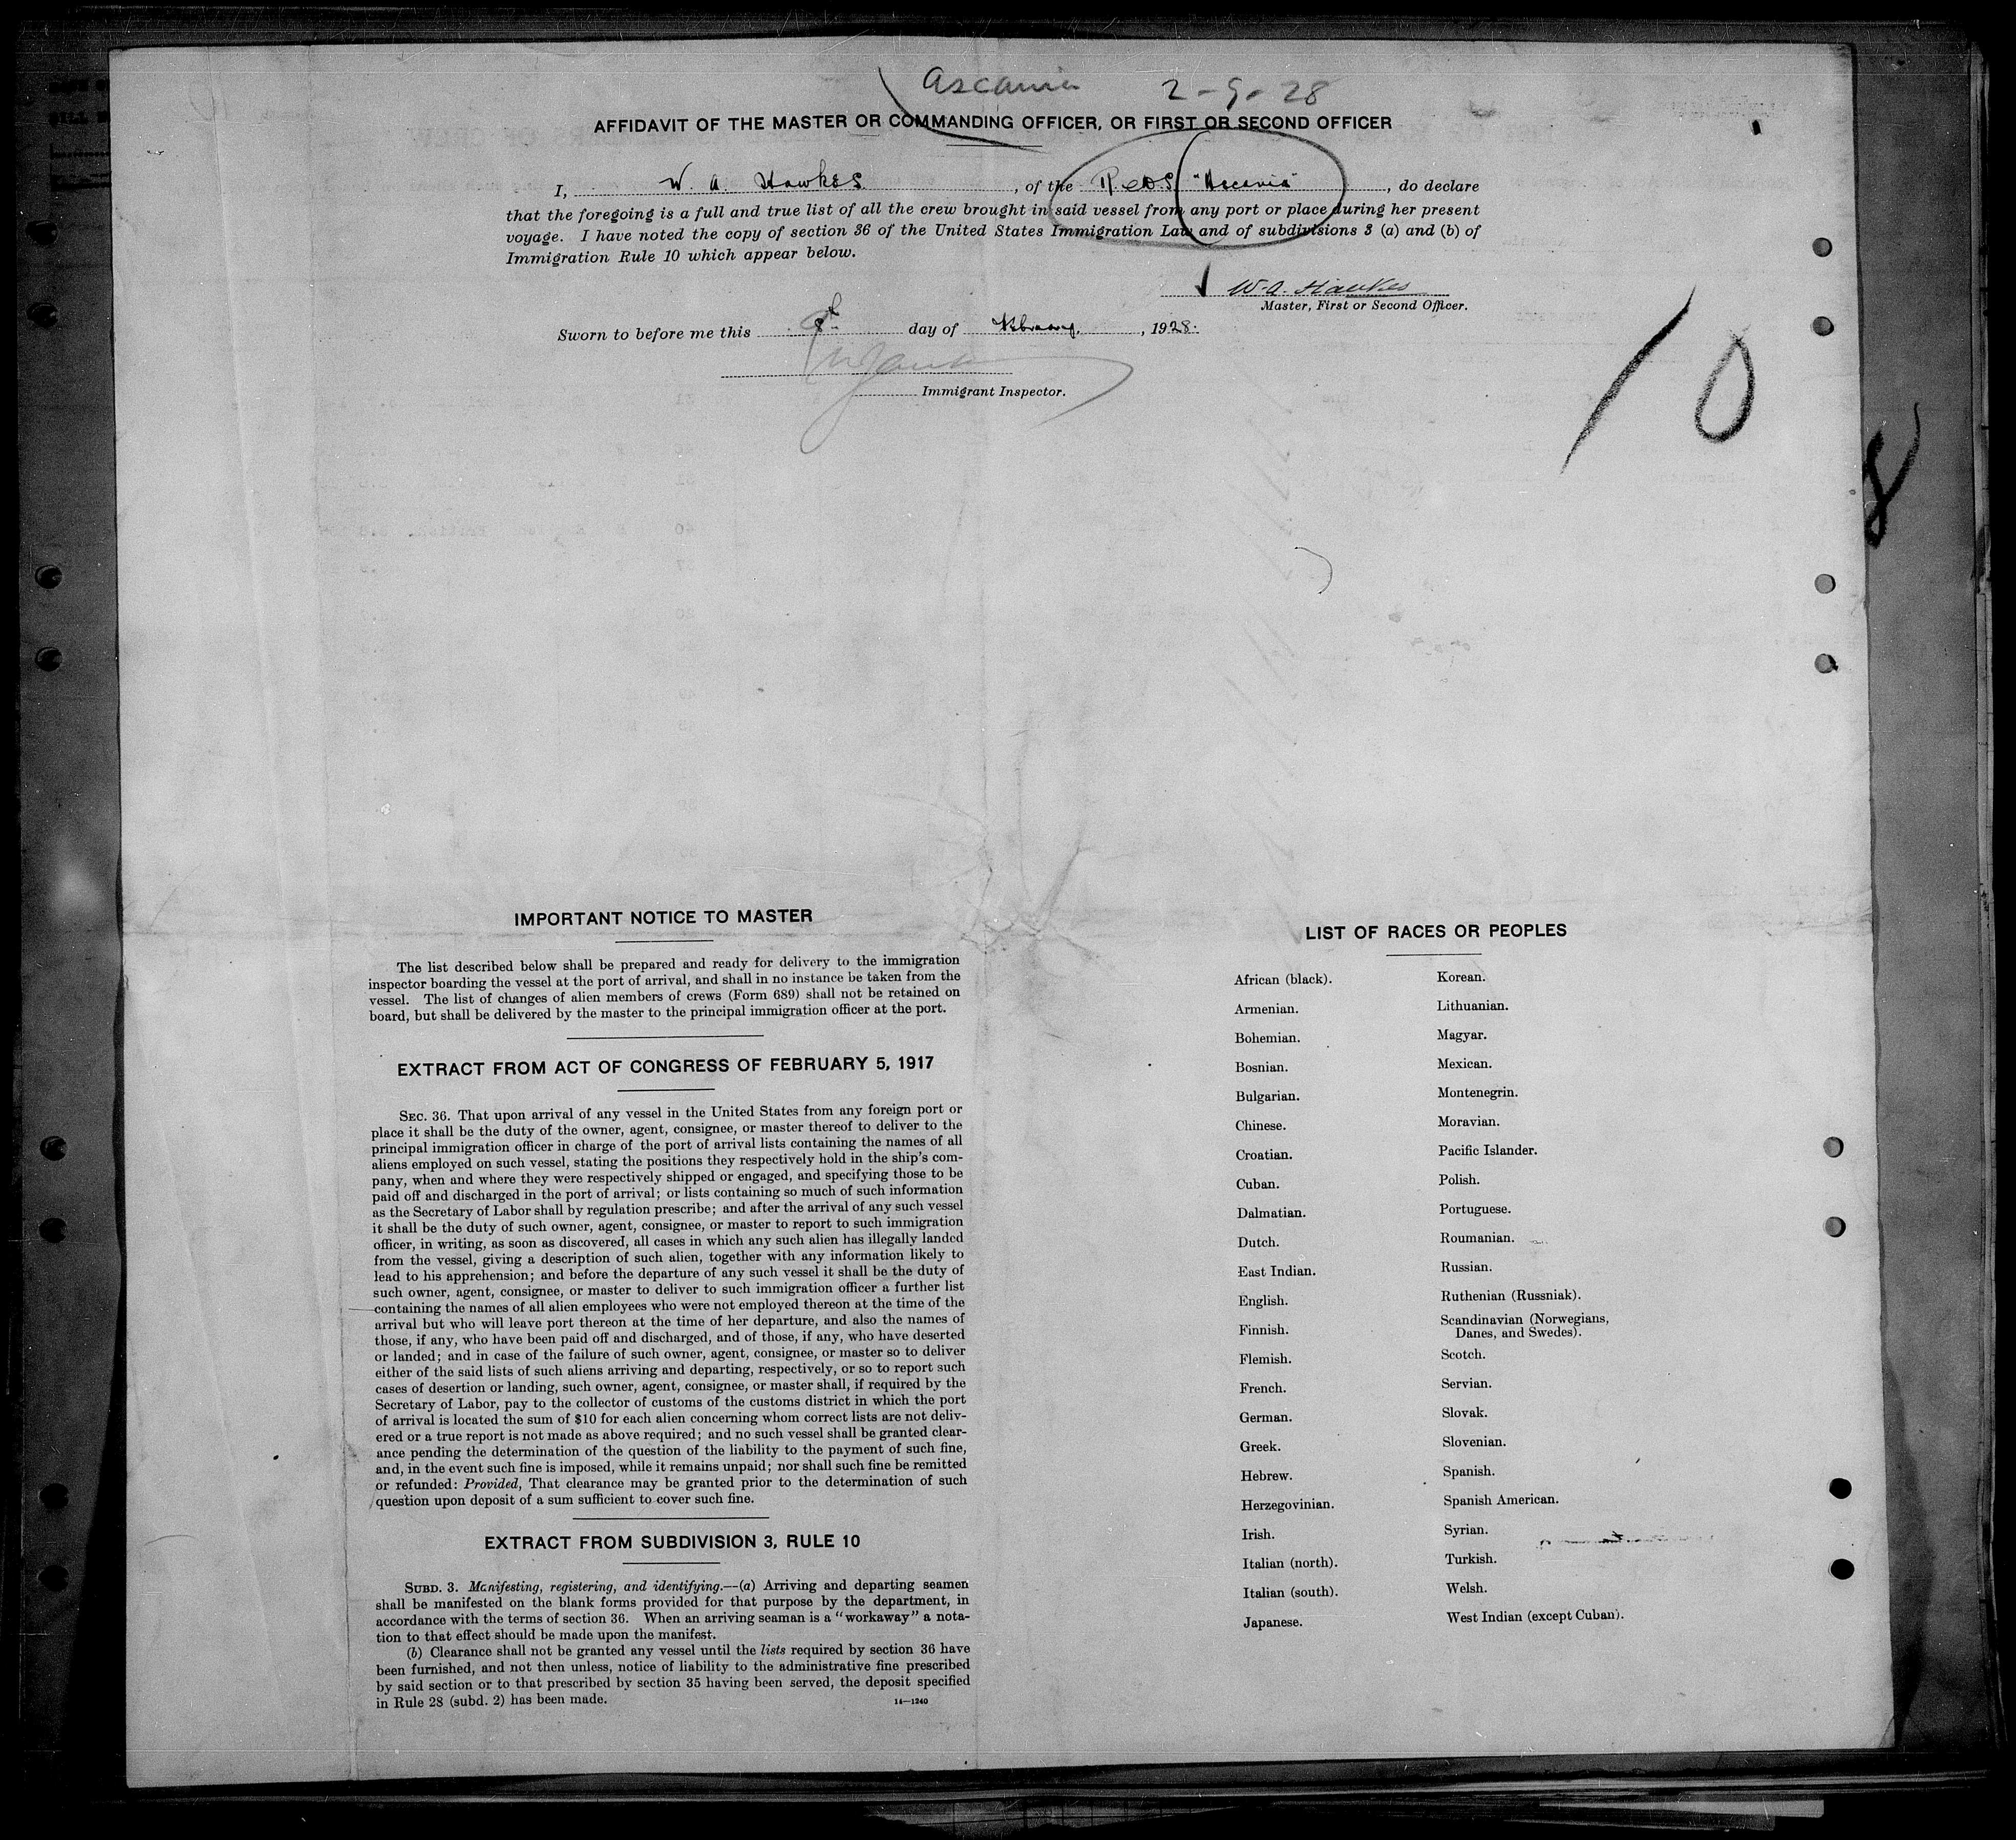 Ascania 2-9-28
AFFIDAVIT OF THE MASTER OR COMMANDING OFFICER, OR FIRST OR SECOND OFFICER
I, W. A. Hawkes, of the "Ascania", do declare
that the foregoing is a full and true list of all the crew brought in said vessel from any port or place during her present
voyage. I have noted the copy of section 36 of the United States Immigration Law and of subdivisions 3 (a) and (b) of
Immigration Rule 10 which appear below.
W. A. Hawkes
Master, First or Second Officer.
Sworn to before me this day of February, 1928.
Immigrant Inspector.
10
8
IMPORTANT NOTICE TO MASTER
The list described below shall be prepared and ready for delivery to the immigration
inspector boarding the vessel at the port of arrival, and shall in no instance be taken from the
vessel. The list of changes of alien members of crews (Form 689) shall not be retained on
board, but shall be delivered by the master to the principal immigration officer at the port.
EXTRACT FROM ACT OF CONGRESS OF FEBRUARY 5, 1917
SEC. 36. That upon arrival of any vessel in the United States from any foreign port or
place it shall be the duty of the owner, agent, consignee, or master thereof to deliver to the
principal immigration officer in charge of the port of arrival lists containing the names of all
aliens employed on such vessel, stating the positions they respectively hold in the ship's com-
pany, when and where they were respectively shipped or engaged, and specifying those to be
paid off and discharged in the port of arrival; or lists containing so much of such information
as the Secretary of Labor shall by regulation prescribe; and after the arrival of any such vessel
it shall be the duty of such owner, agent, consignee, or master to report to such immigration
officer, in writing, as soon as discovered, all cases in which any such alien has illegally landed
from the vessel, giving a description of such alien, together with any information likely to
lead to his apprehension; and before the departure of any such vessel it shall be the duty of
such owner, agent, consignee, or master to deliver to such immigration officer a further list
containing the names of all alien employees who were not employed thereon at the time of the
arrival but who will leave port thereon at the time of her departure, and also the names of
those, if any, who have been paid off and discharged, and of those, if any, who have deserted
or landed; and in case of the failure of such owner, agent, consignee, or master so to deliver
either of the said lists of such aliens arriving and departing, respectively, or so to report such
cases of desertion or landing, such owner, agent, consignee, or master shall, if required by the
Secretary of Labor, pay to the collector of customs of the customs district in which the port
of arrival is located the sum of $10 for each alien concerning whom correct lists are not deliv-
ered or a true report is not made as above required; and no such vessel shall be granted clear-
ance pending the determination of the question of the liability to the payment of such fine,
and, in the event such fine is imposed, while it remains unpaid; nor shall such fine be remitted
or refunded: Provided, That clearance may be granted prior to the determination of such
question upon deposit of a sum sufficient to cover such fine.
EXTRACT FROM SUBDIVISION 3, RULE 10
SUBD. 3. Manifesting, registering, and identifying.—(a) Arriving and departing seamen
shall be manifested on the blank forms provided for that purpose by the department, in
accordance with the terms of section 36. When an arriving seaman is a "workaway" a nota-
tion to that effect should be made upon the manifest.
(b) Clearance shall not be granted any vessel until the lists required by section 36 have
been furnished, and not then unless, notice of liability to the administrative fine prescribed
by said section or to that prescribed by section 35 having been served, the deposit specified
in Rule 28 (subd. 2) has been made.
14—1240
LIST OF RACES OR PEOPLES
African (black).
Armenian.
Bohemian.
Bosnian.
Bulgarian.
Chinese.
Croatian.
Cuban.
Dalmatian.
Dutch.
East Indian.
English.
Finnish.
Flemish.
French.
German.
Greek.
Hebrew.
Herzegovinian.
Irish.
Italian (north).
Italian (south).
Japanese.
Korean.
Lithuanian.
Magyar.
Mexican.
Montenegrin.
Moravian.
Pacific Islander.
Polish.
Portuguese.
Roumanian.
Russian.
Ruthenian (Russniak).
Scandinavian (Norwegians,
Danes, and Swedes).
Scotch.
Servian.
Slovak.
Slovenian.
Spanish.
Spanish American.
Syrian.
Turkish.
Welsh.
West Indian (except Cuban).